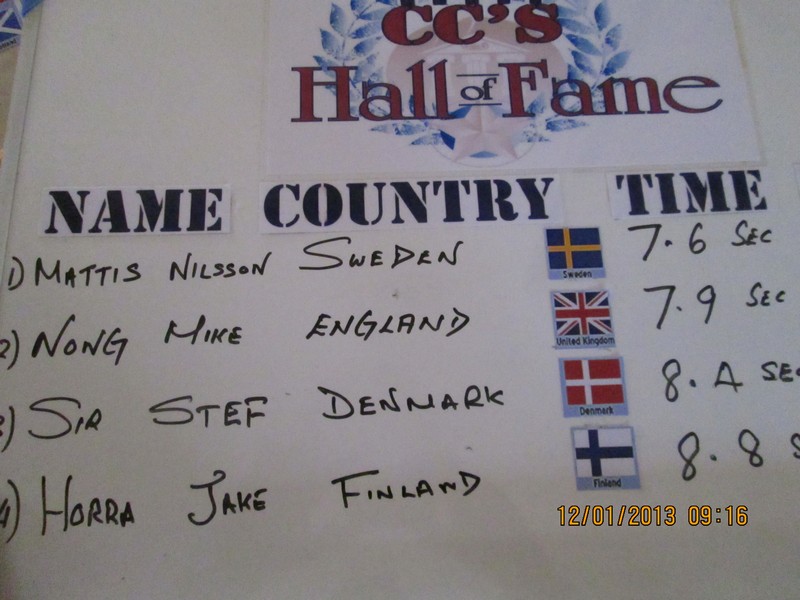 CC's
Hall of Fame
NAME COUNTRY TIME
1) MATTIS NILSSON SWEDEN Sweden 7.6 SEC
2) NONG MIKE ENGLAND United Kingdom 7.9 SEC
3) SIR STEF DENMARK Denmark 8.4 SEC
4) HORRA JAKE FINLAND Finland 8.8 S
12/01/2013 09:16